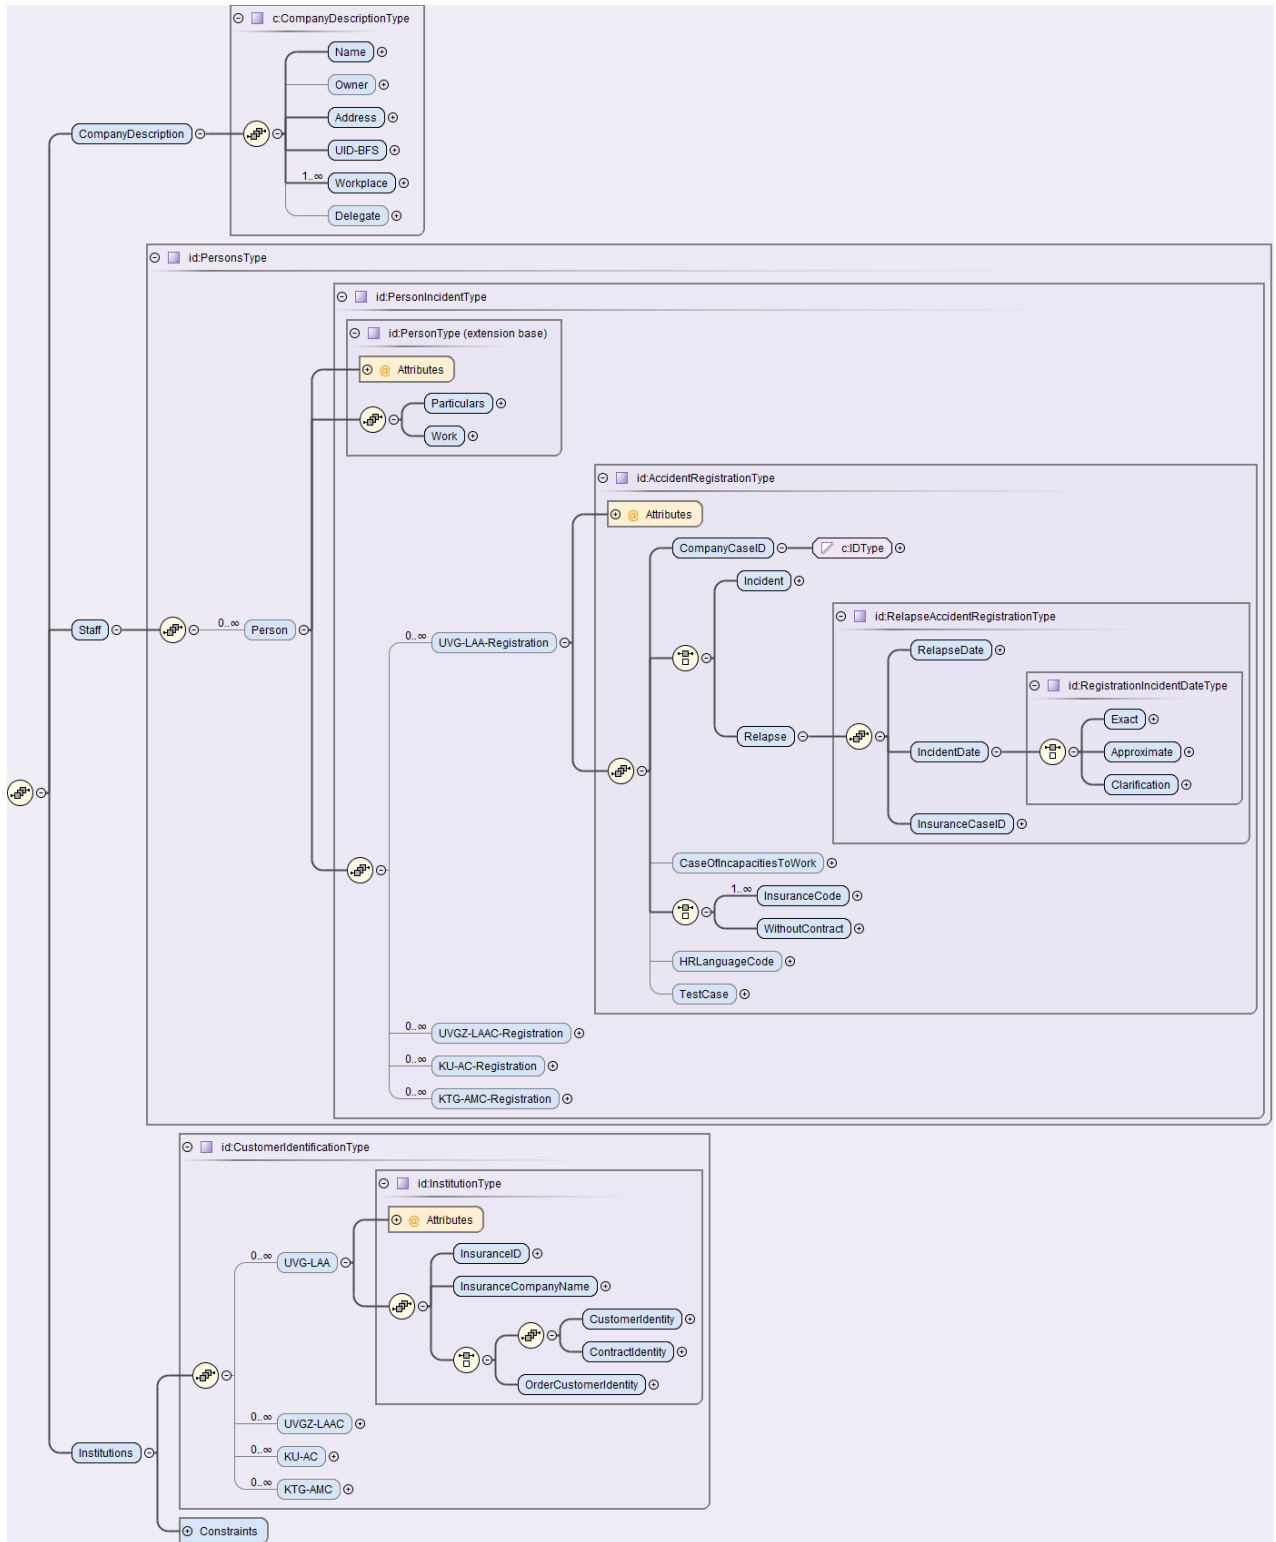 c:CompanyDescriptionType
Name
Owner
Address
CompanyDescription
UID-BFS
1..∞ Workplace
Delegate
id:PersonsType
id:PersonIncidentType
id:PersonType (extension base)
@ Attributes
Particulars
Work
id:AccidentRegistrationType
@ Attributes
CompanyCaseID
c:IDType
Incident
id:RelapseAccidentRegistrationType
Staff
0..∞ Person
0..∞ UVG-LAA-Registration
RelapseDate
id:RegistrationIncidentDateType
Exact
Relapse
IncidentDate
Approximate
Clarification
InsuranceCaseID
CaseOfIncapacitiesToWork
1..∞ InsuranceCode
WithoutContract
HRLanguageCode
TestCase
0..∞ UVGZ-LAAC-Registration
0..∞ KU-AC-Registration
0..∞ KTG-AMC-Registration
id:CustomerIdentificationType
id:InstitutionType
@ Attributes
0..∞ UVG-LAA
InsuranceID
InsuranceCompanyName
CustomerIdentity
ContractIdentity
OrderCustomerIdentity
0..∞ UVGZ-LAAC
Institutions
0..∞ KU-AC
0..∞ KTG-AMC
Constraints